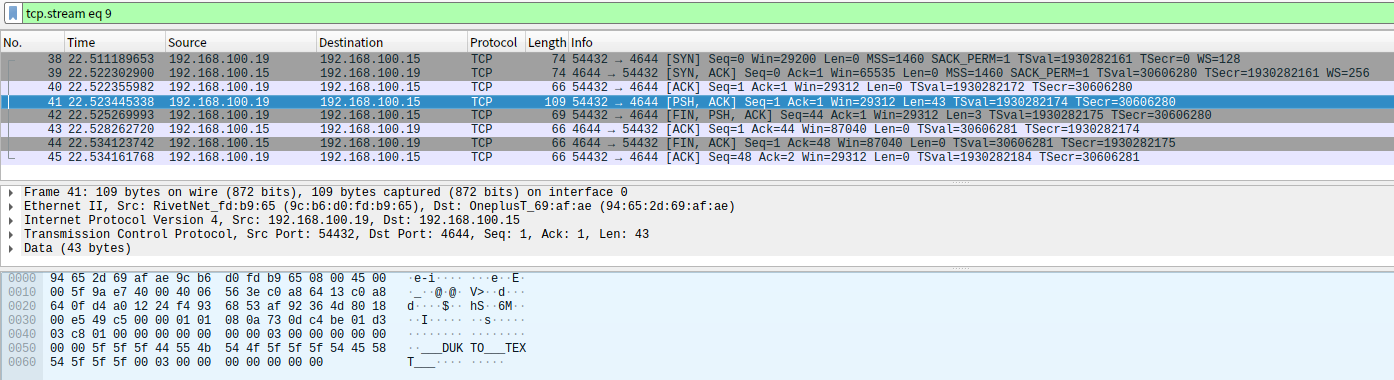 tcp.stream eq 9
No. Time Source Destination Protocol Length Info
38 22.511189653 192.168.100.19 192.168.100.15 TCP 74 54432 → 4644 [SYN] Seq=0 Win=29200 Len=0 MSS=1460 SACK_PERM=1 TSval=1930282161 TSecr=0 WS=128
39 22.522302900 192.168.100.15 192.168.100.19 TCP 74 4644 → 54432 [SYN, ACK] Seq=0 Ack=1 Win=65535 Len=0 MSS=1460 SACK_PERM=1 TSval=30606280 TSecr=1930282161 WS=256
40 22.522355982 192.168.100.19 192.168.100.15 TCP 66 54432 → 4644 [ACK] Seq=1 Ack=1 Win=29312 Len=0 TSval=1930282172 TSecr=30606280
41 22.523445338 192.168.100.19 192.168.100.15 TCP 109 54432 → 4644 [PSH, ACK] Seq=1 Ack=1 Win=29312 Len=43 TSval=1930282174 TSecr=30606280
42 22.525269993 192.168.100.19 192.168.100.15 TCP 69 54432 → 4644 [FIN, PSH, ACK] Seq=44 Ack=1 Win=29312 Len=3 TSval=1930282175 TSecr=30606280
43 22.528262720 192.168.100.15 192.168.100.19 TCP 66 4644 → 54432 [ACK] Seq=1 Ack=44 Win=87040 Len=0 TSval=30606281 TSecr=1930282174
44 22.534123742 192.168.100.15 192.168.100.19 TCP 66 4644 → 54432 [FIN, ACK] Seq=1 Ack=48 Win=87040 Len=0 TSval=30606281 TSecr=1930282175
45 22.534161768 192.168.100.19 192.168.100.15 TCP 66 54432 → 4644 [ACK] Seq=48 Ack=2 Win=29312 Len=0 TSval=1930282184 TSecr=30606281
Frame 41: 109 bytes on wire (872 bits), 109 bytes captured (872 bits) on interface 0
Ethernet II, Src: RivetNet_fd:b9:65 (9c:b6:d0:fd:b9:65), Dst: OneplusT_69:af:ae (94:65:2d:69:af:ae)
Internet Protocol Version 4, Src: 192.168.100.19, Dst: 192.168.100.15
Transmission Control Protocol, Src Port: 54432, Dst Port: 4644, Seq: 1, Ack: 1, Len: 43
Data (43 bytes)
0000 94 65 2d 69 af ae 9c b6 d0 fd b9 65 08 00 45 00 ·e-i···· ···e··E·
0010 00 5f 9a e7 40 00 40 06 56 3e c0 a8 64 13 c0 a8 ·_··@·@· V>··d···
0020 64 0f d4 a0 12 24 f4 93 68 53 af 92 36 4d 80 18 d····$·· hS··6M··
0030 00 e5 49 c5 00 00 01 01 08 0a 73 0d c4 be 01 d3 ··I····· ··s·····
0040 03 c8 01 00 00 00 00 00 00 00 03 00 00 00 00 00 ········ ········
0050 00 00 5f 5f 5f 44 55 4b 54 4f 5f 5f 5f 54 45 58 ··___DUK TO___TEX
0060 54 5f 5f 5f 00 03 00 00 00 00 00 00 00 T___···· ·····